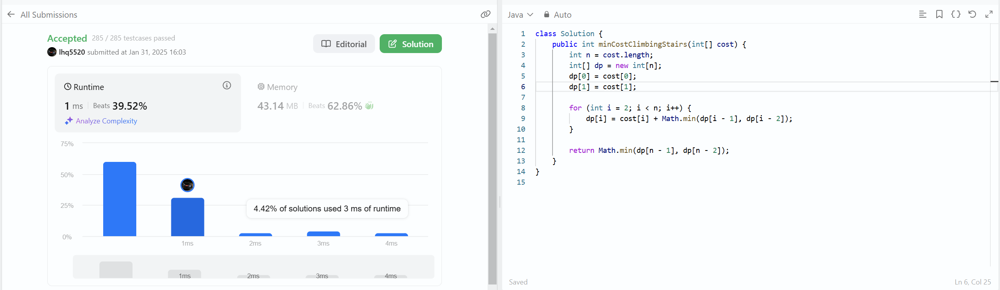 All Submissions
Accepted 285 / 285 testcases passed
lhq5520 submitted at Jan 31, 2025 16:03
Editorial
Solution
Runtime
1 ms Beats 39.52%
Analyze Complexity
Memory
43.14 MB Beats 62.86%
75%
50%
25%
0%
4.42% of solutions used 3 ms of runtime
1ms 2ms 3ms 4ms
1ms 2ms 3ms 4ms
Java Auto
1 class Solution {
2     public int minCostClimbingStairs(int[] cost) {
3         int n = cost.length;
4         int[] dp = new int[n];
5         dp[0] = cost[0];
6         dp[1] = cost[1];
7
8         for (int i = 2; i < n; i++) {
9             dp[i] = cost[i] + Math.min(dp[i - 1], dp[i - 2]);
10         }
11
12         return Math.min(dp[n - 1], dp[n - 2]);
13     }
14 }
15
Saved
Ln 6, Col 25